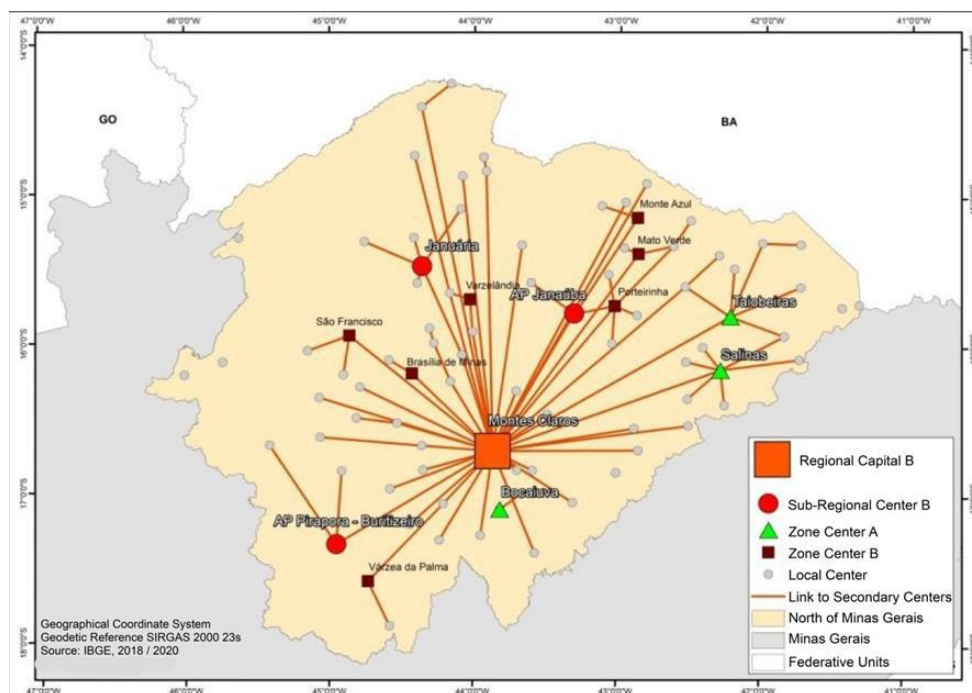 47°0'0"W 46°0'0"W 45°0'0"W 44°0'0"W 43°0'0"W 42°0'0"W 41°0'0"W
14°0'0"S
GO
BA
15°0'0"S
Monte Azul
Januária
Mato Verde
Varzelândia
AP Janaúba
Porteirinha
Taiobeiras
São Francisco
16°0'0"S
Brasília de Minas
Salinas
Montes Claros
Regional Capital B
17°0'0"S
Bocaiuva
Sub-Regional Center B
AP Pirapora - Buritizeiro
Zone Center A
Zone Center B
Várzea da Palma
Local Center
Link to Secondary Centers
North of Minas Gerais
Minas Gerais
Federative Units
Geographical Coordinate System
Geodetic Reference SIRGAS 2000 23s
Source: IBGE, 2018 / 2020
18°0'0"S
47°0'0"W 46°0'0"W 45°0'0"W 44°0'0"W 43°0'0"W 42°0'0"W 41°0'0"W